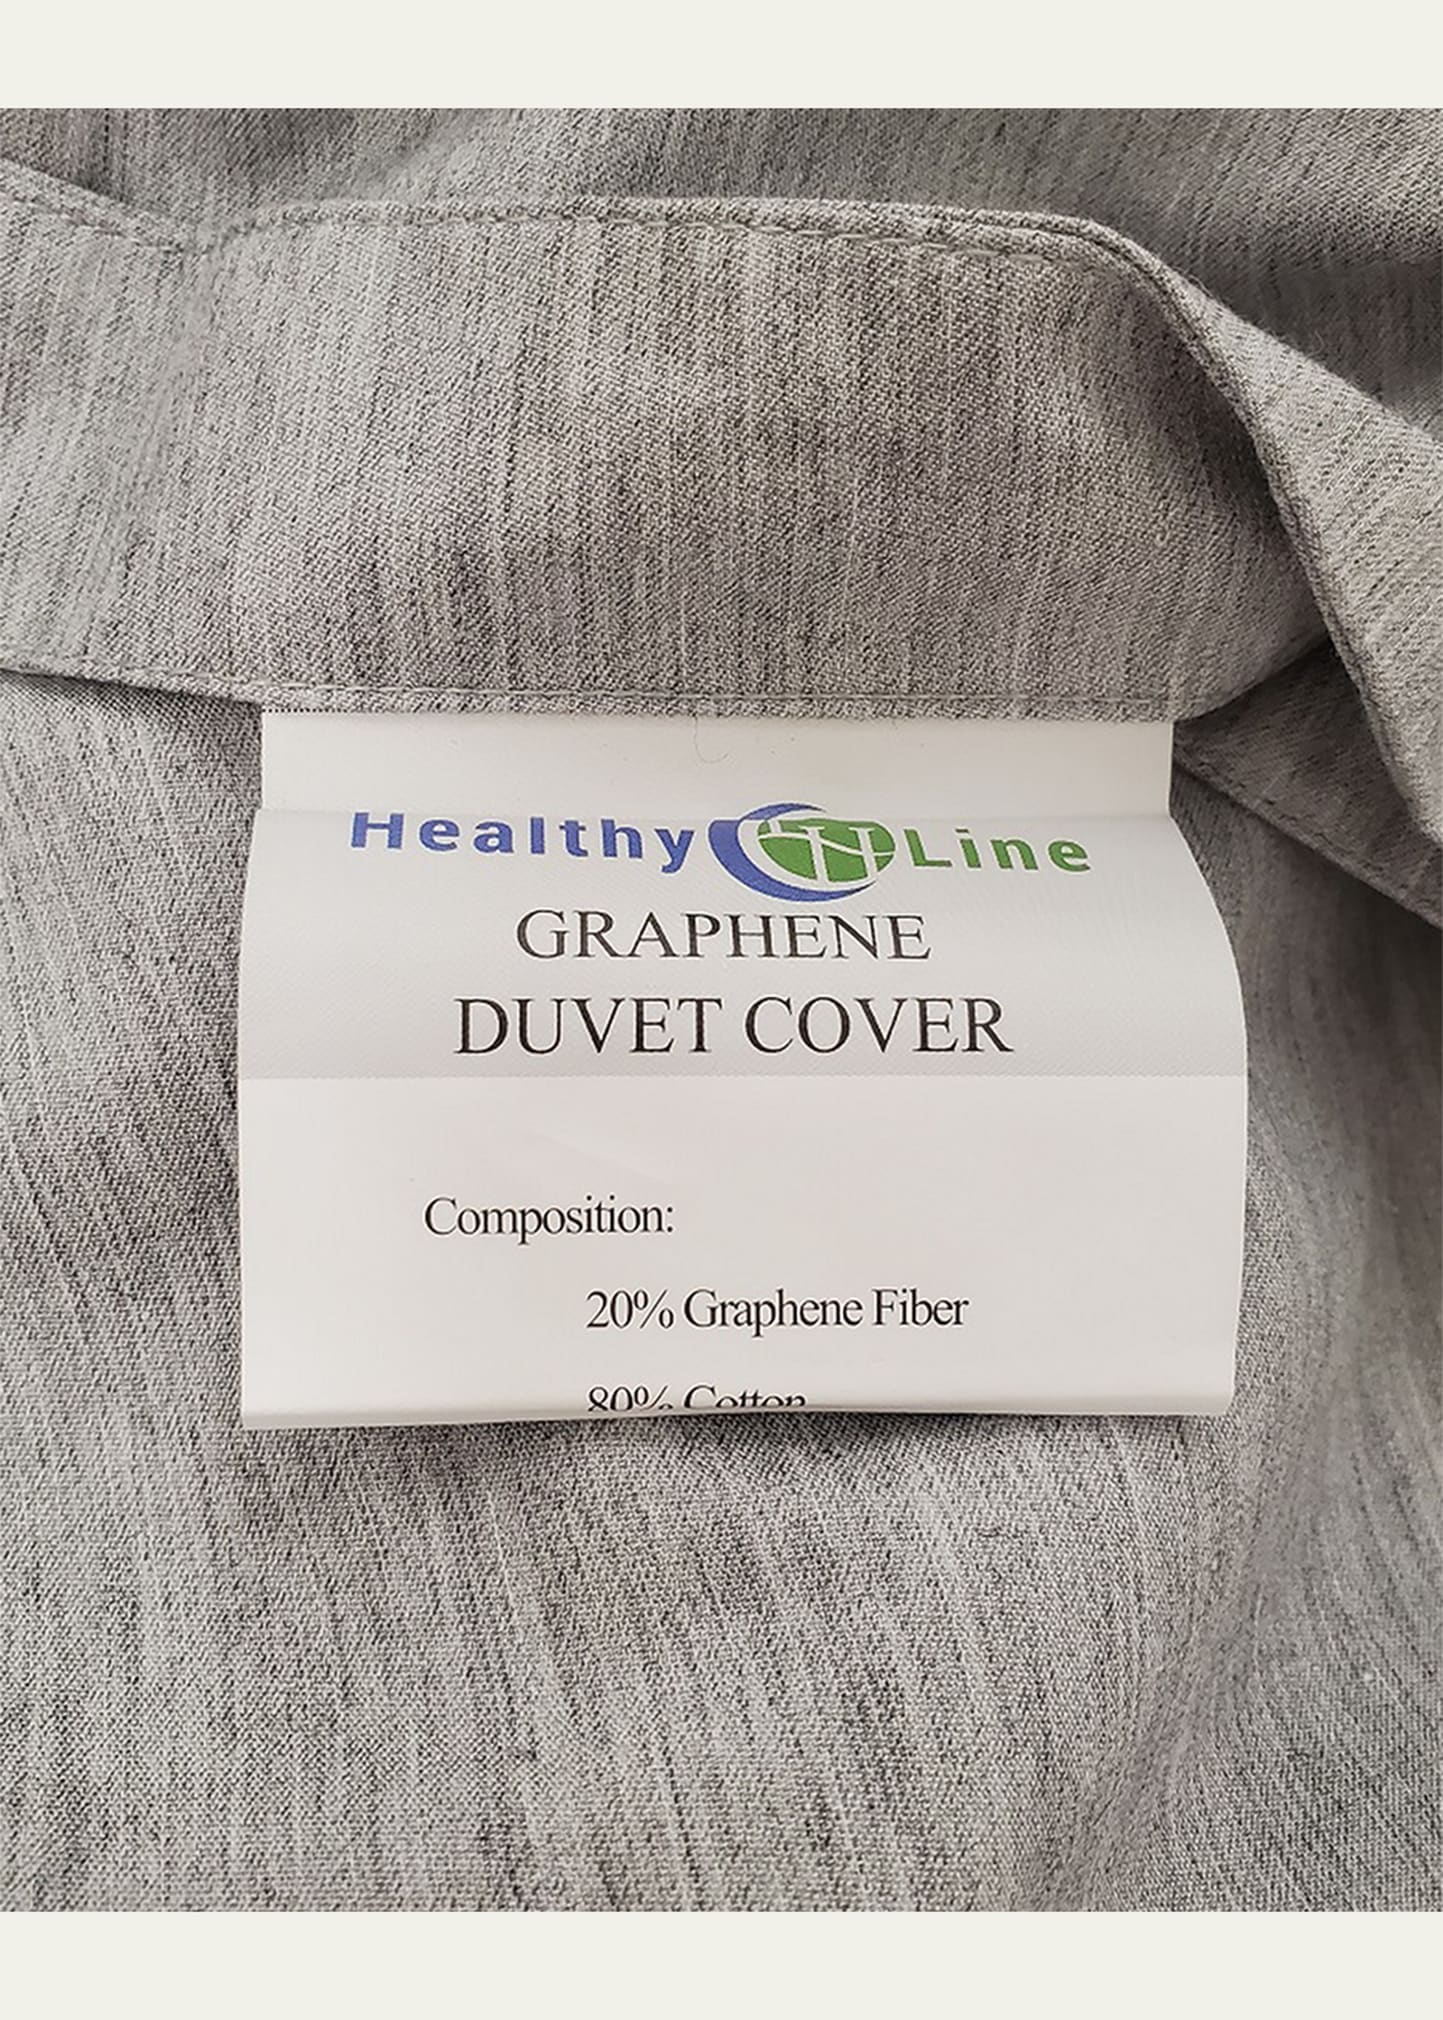 Healthy Line
GRAPHENE
DUVET COVER
Composition:
20% Graphene Fiber
80% Cotton